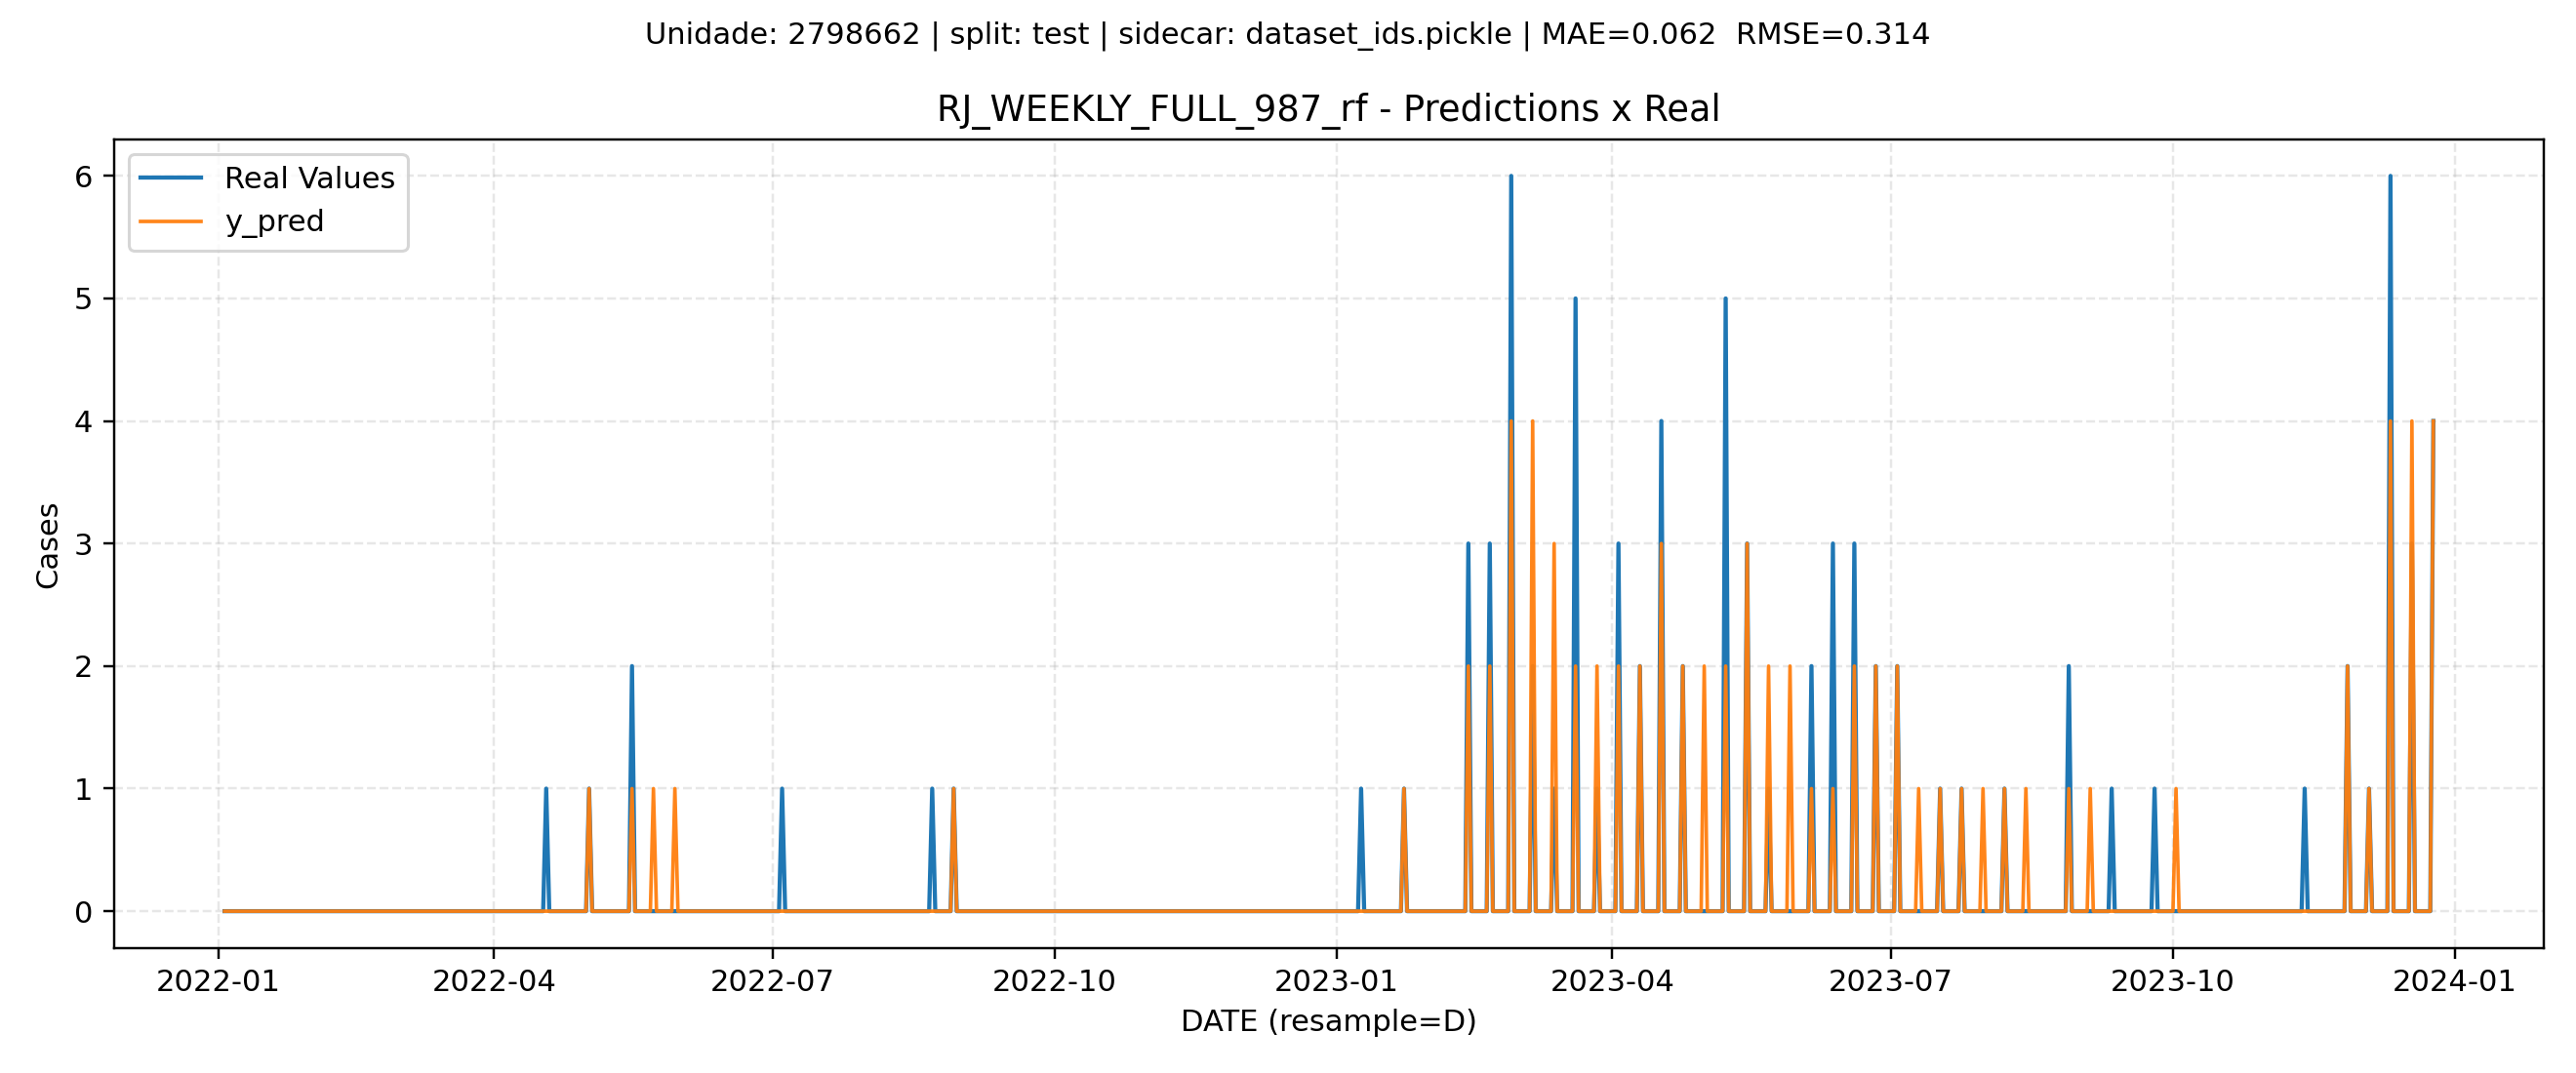 Unidade: 2798662 | split: test | sidecar: dataset_ids.pickle | MAE=0.062  RMSE=0.314
RJ_WEEKLY_FULL_987_rf - Predictions x Real
Real Values
y_pred
6
5
4
3
2
1
0
Cases
2022-01
2022-04
2022-07
2022-10
2023-01
2023-04
2023-07
2023-10
2024-01
DATE (resample=D)